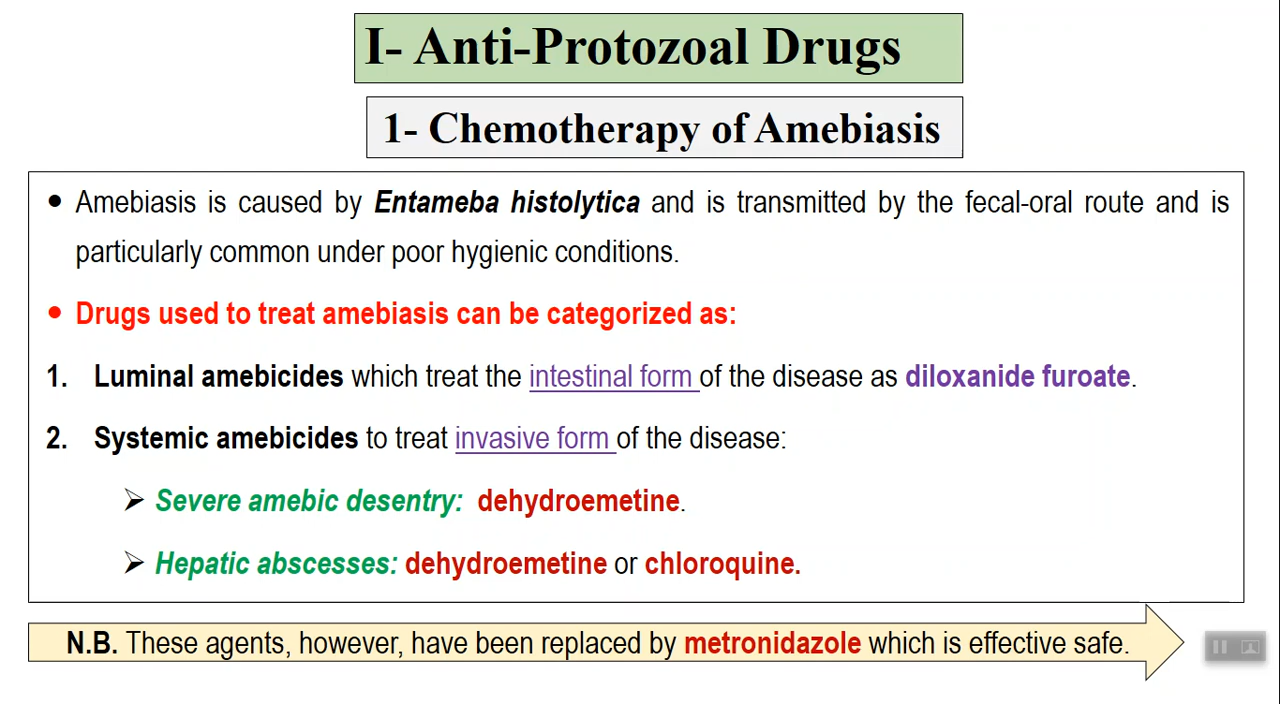 I- Anti-Protozoal Drugs
1- Chemotherapy of Amebiasis
• Amebiasis is caused by Entameba histolytica and is transmitted by the fecal-oral route and is
particularly common under poor hygienic conditions.
• Drugs used to treat amebiasis can be categorized as:
1. Luminal amebicides which treat the intestinal form of the disease as diloxanide furoate.
2. Systemic amebicides to treat invasive form of the disease:
➢ Severe amebic desentry: dehydroemetine.
➢ Hepatic abscesses: dehydroemetine or chloroquine.
N.B. These agents, however, have been replaced by metronidazole which is effective safe.